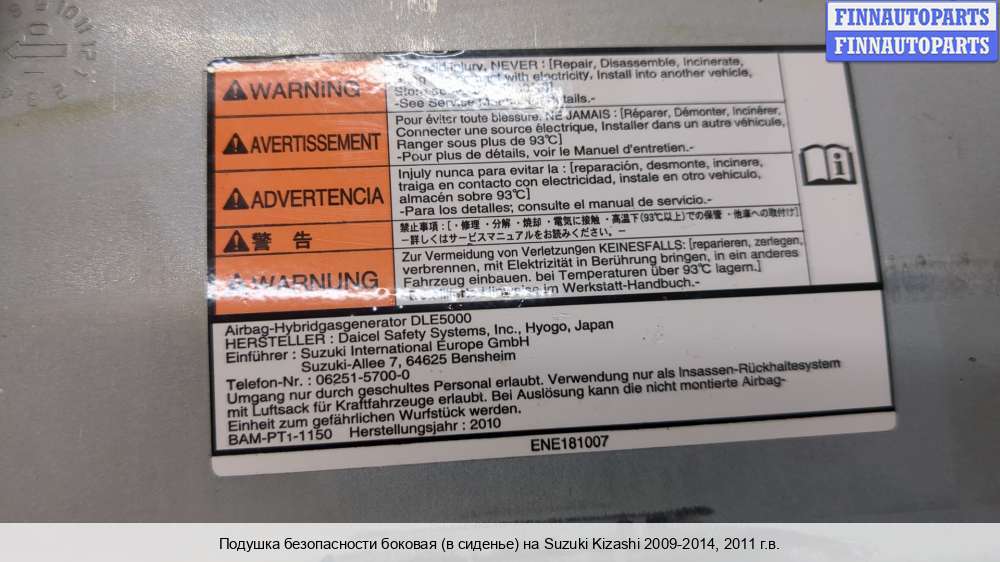 FINNAUTOPARTS
FINNAUTOPARTS
WARNING
injury, NEVER : [Repair, Disassemble, Incinerate,
with electricity, Install into another vehicle,
-See Service
AVERTISSEMENT
Pour éviter toute blessure, NE JAMAIS : [Réparer, Démonter, Incinérer,
Connecter une source électrique, Installer dans un autre véhicule,
Ranger sous plus de 93℃]
-Pour plus de détails, voir le Manuel d'entretien.-
ADVERTENCIA
Injuly nunca para evitar la : [reparación, desmonte, incinere,
traiga en contacto con electricidad, instale en otro vehiculo,
almacén sobre 93℃]
-Para los detalles; consulte el manual de servicio.-
警 告
禁止事項:[・修理・分解・焼却・電気に接触・高温下(93℃以上)での保管・他車への取付け]
-詳しくはサービスマニュアルをお読みください。-
WARNUNG
Zur Vermeidung von Verletzungen KEINESFALLS: [reparieren, zerlegen,
verbrennen, mit Elektrizität in Berührung bringen, in ein anderes
Fahrzeug einbauen. bei Temperaturen über 93℃ lagern.]
Hinweise im Werkstatt-Handbuch.-
Airbag-Hybridgasgenerator DLE5000
HERSTELLER : Daicel Safety Systems, Inc., Hyogo, Japan
Einführer : Suzuki International Europe GmbH
Suzuki-Allee 7, 64625 Bensheim
Telefon-Nr. : 06251-5700-0
Umgang nur durch geschultes Personal erlaubt. Verwendung nur als Insassen-Rückhaltesystem
mit Luftsack für Kraftfahrzeuge erlaubt. Bei Auslösung kann die nicht montierte Airbag-
Einheit zum gefährlichen Wurfstück werden.
BAM-PT1-1150 Herstellungsjahr : 2010
ENE181007
Подушка безопасности боковая (в сиденье) на Suzuki Kizashi 2009-2014, 2011 г.в.